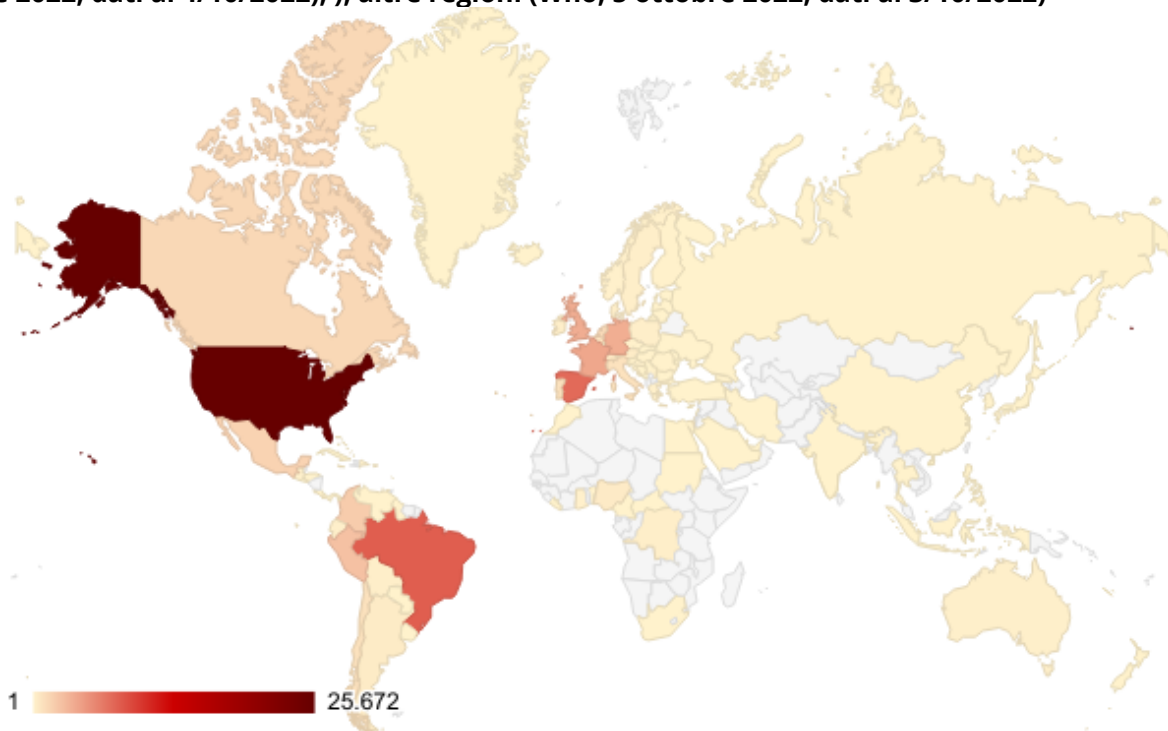 2022, dati al 4/10/2022), ), altre regioni (Who, 5 ottobre 2022, dati al 5/10/2022)
1 25.672